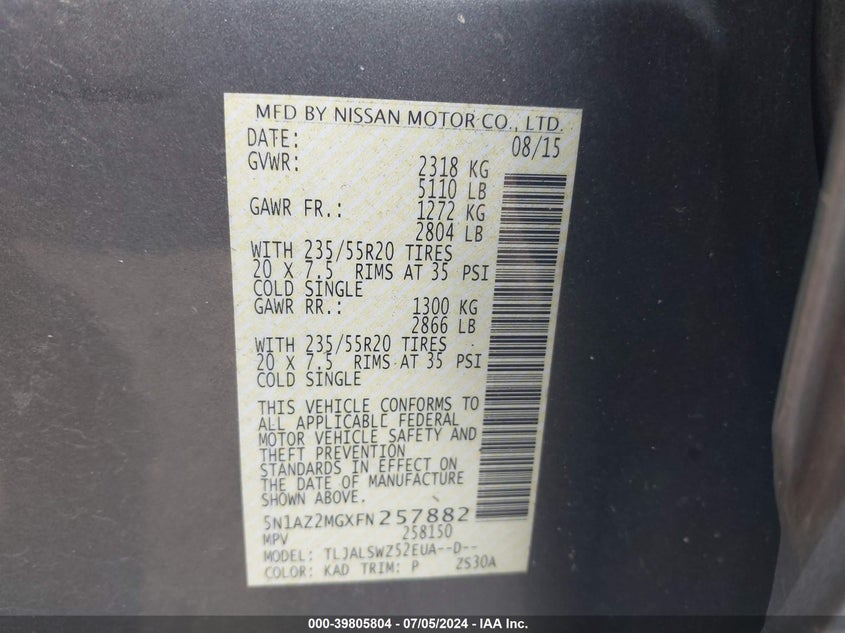 MFD BY NISSAN MOTOR CO., LTD.
DATE: 08/15
GVWR: 2318 KG
5110 LB
GAWR FR.: 1272 KG
2804 LB
WITH 235/55R20 TIRES
20 X 7.5 RIMS AT 35 PSI
COLD SINGLE
GAWR RR.: 1300 KG
2866 LB
WITH 235/55R20 TIRES
20 X 7.5 RIMS AT 35 PSI
COLD SINGLE
THIS VEHICLE CONFORMS TO
ALL APPLICABLE FEDERAL
MOTOR VEHICLE SAFETY AND
THEFT PREVENTION
STANDARDS IN EFFECT ON
THE DATE OF MANUFACTURE
SHOWN ABOVE.
5N1AZ2MGXFN257882
MPV 258150
MODEL: TLJALSWZ52EUA--D--
COLOR: KAD TRIM: P ZS30A
000-39805804 - 07/05/2024 - IAA Inc.